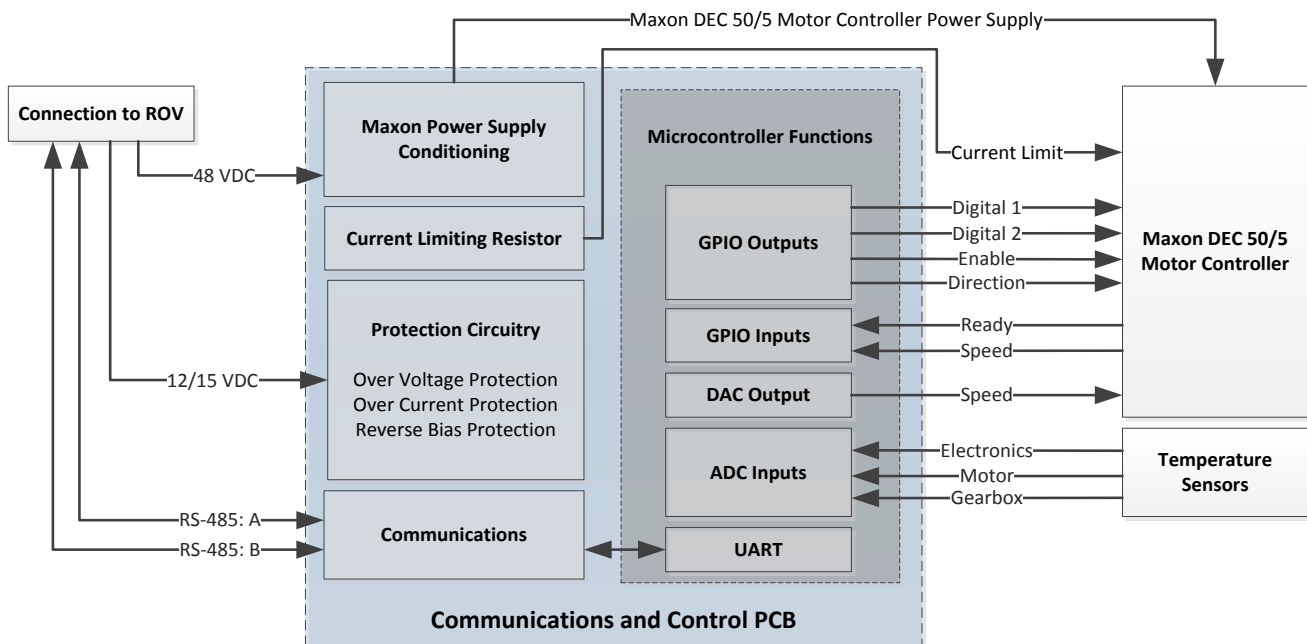 Maxon DEC 50/5 Motor Controller Power Supply
Connection to ROV
Maxon Power Supply
Conditioning
48 VDC
Current Limiting Resistor
Protection Circuitry
Over Voltage Protection
Over Current Protection
Reverse Bias Protection
12/15 VDC
RS-485: A
RS-485: B
Communications
Microcontroller Functions
GPIO Outputs
GPIO Inputs
DAC Output
ADC Inputs
UART
Current Limit
Digital 1
Digital 2
Enable
Direction
Ready
Speed
Speed
Electronics
Motor
Gearbox
Maxon DEC 50/5
Motor Controller
Temperature
Sensors
Communications and Control PCB